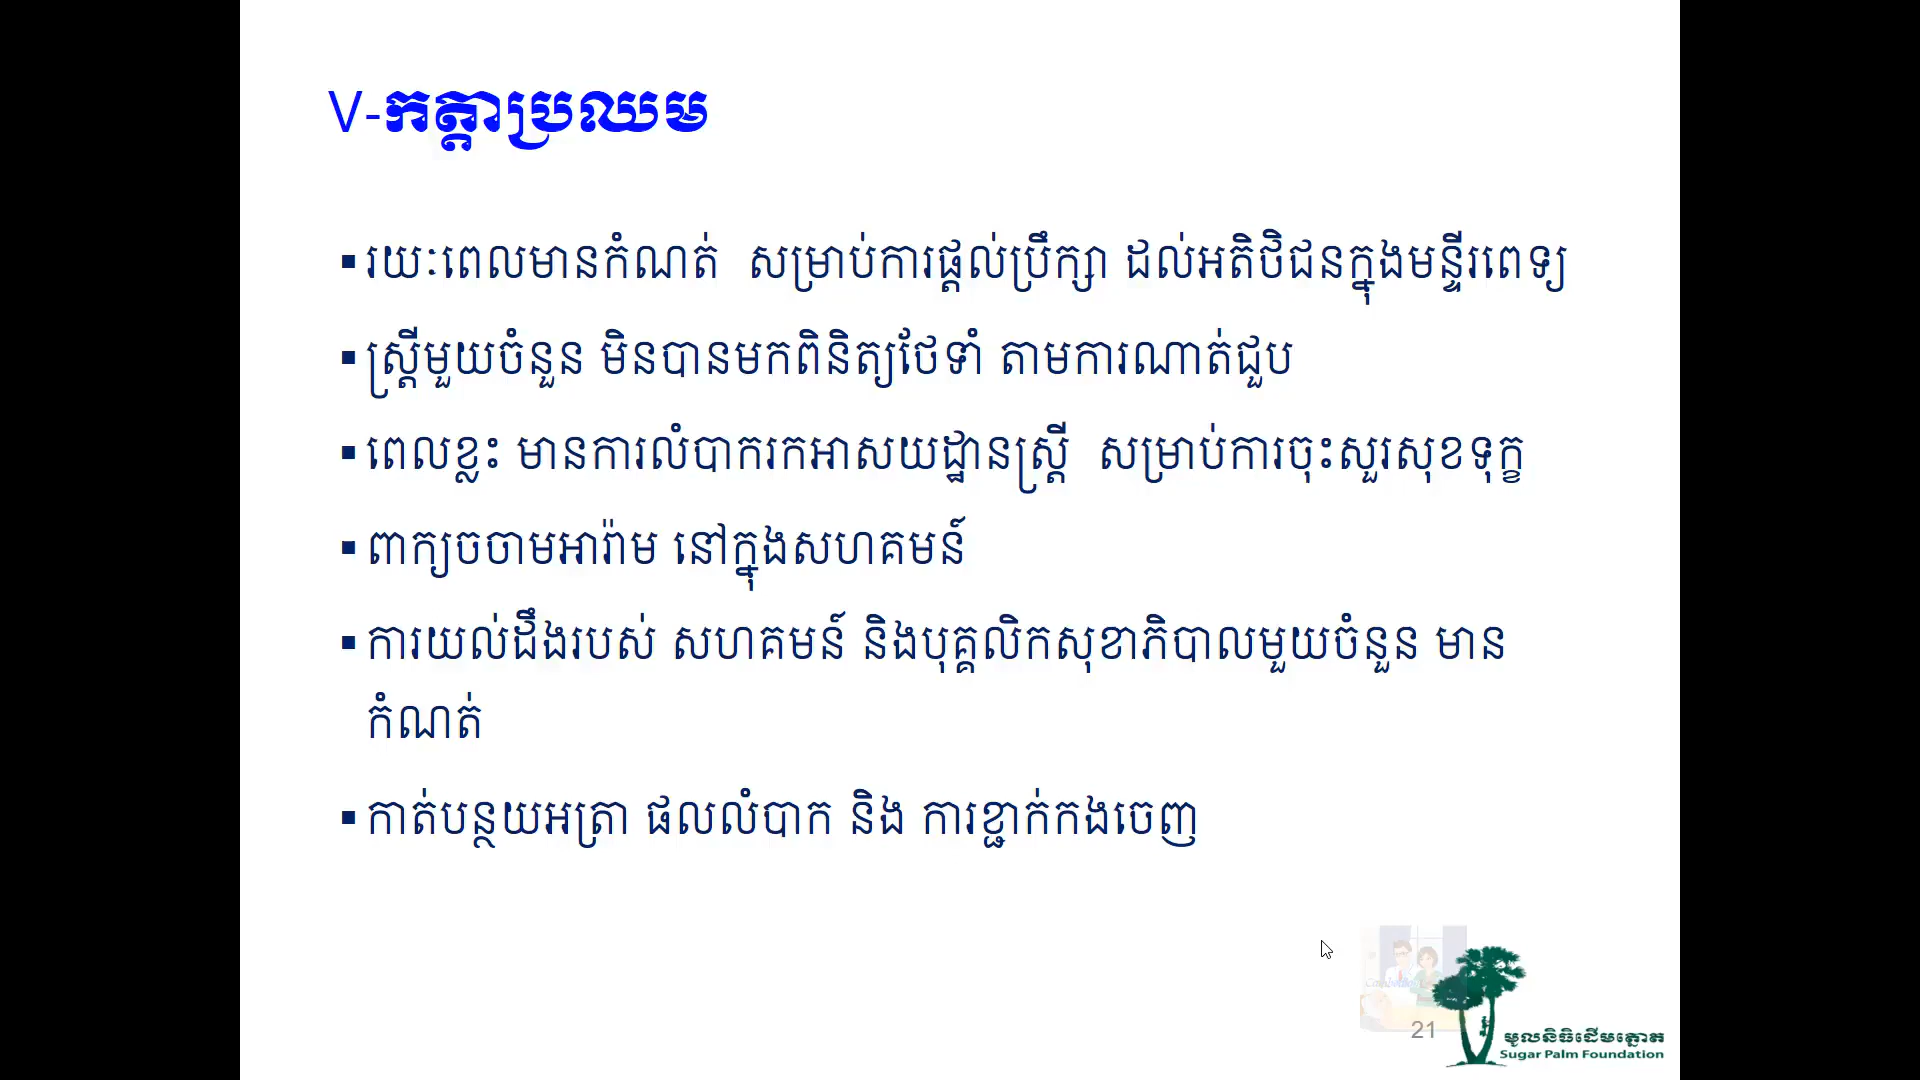 V-កត្តាប្រឈម
▪រយៈពេលមានកំណត់ សម្រាប់ការផ្តល់ប្រឹក្សា ដល់អតិថិជនក្នុងមន្ទីរពេទ្យ
▪ស្រ្តីមួយចំនួន មិនបានមកពិនិត្យថែទាំ តាមការណាត់ជួប
▪ពេលខ្លះ មានការលំបាករកអាសយដ្ឋានស្រ្តី សម្រាប់ការចុះសួរសុខទុក្ខ
▪ពាក្យចចាមអារ៉ាម នៅក្នុងសហគមន៍
▪ការយល់ដឹងរបស់ សហគមន៍ និងបុគ្គលិកសុខាភិបាលមួយចំនួន មាន
កំណត់
▪កាត់បន្ថយអត្រា ផលលំបាក និង ការខ្ជាក់កងចេញ
21
មូលនិធិដើមត្នោត
Sugar Palm Foundation